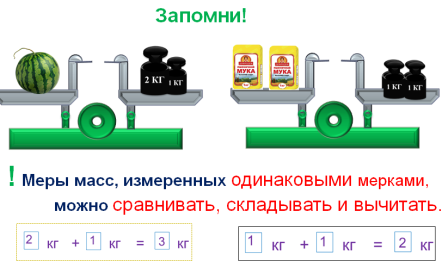 Запомни!
2 КГ 1 КГ
МУКА МУКА
1 КГ 1 КГ
! Меры масс, измеренных одинаковыми мерками,
можно сравнивать, складывать и вычитать.
2 кг + 1 кг = 3 кг
1 кг + 1 кг = 2 кг